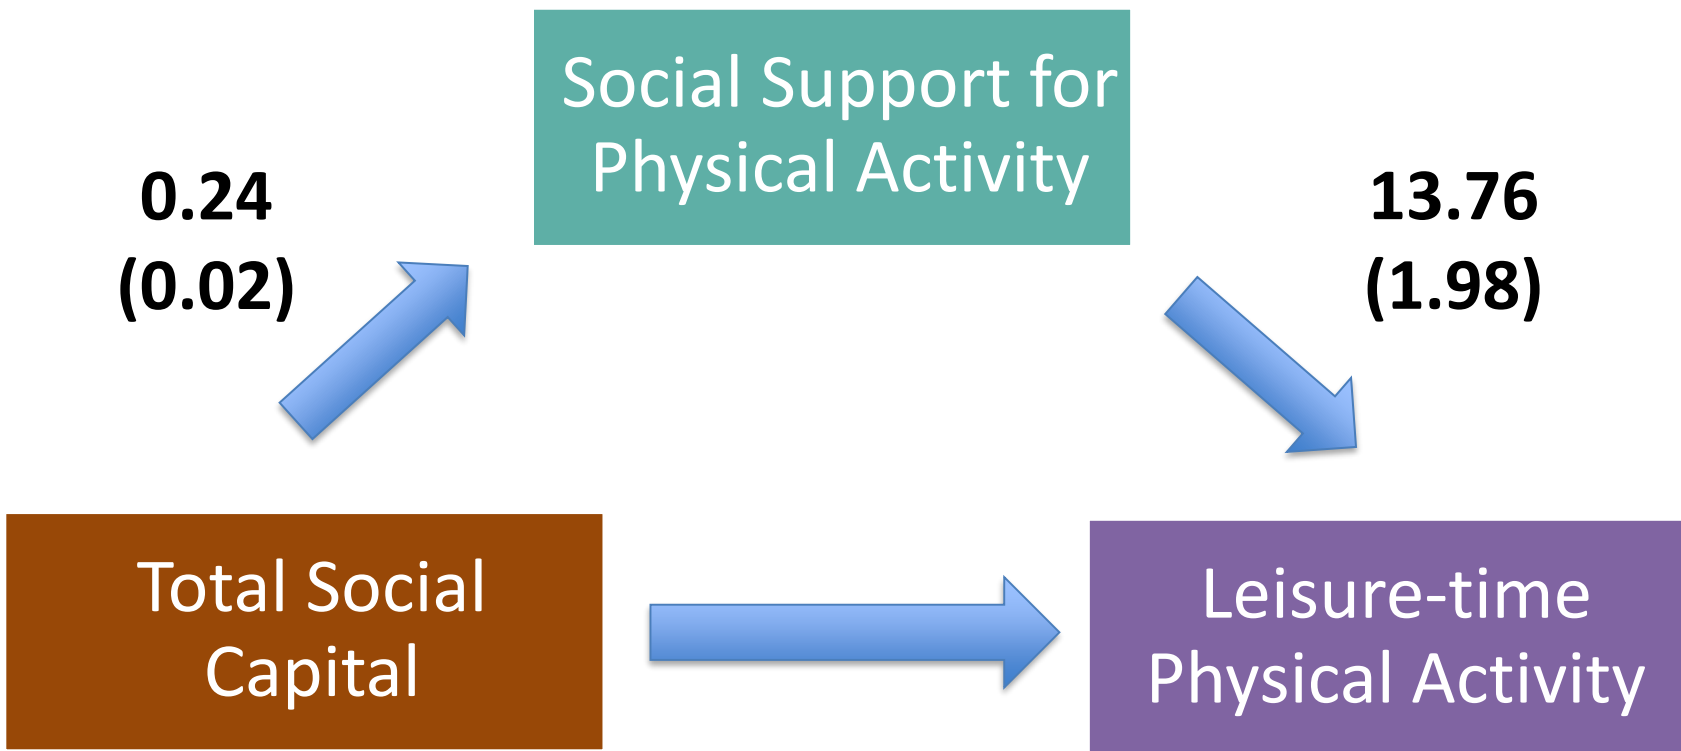 Social Support for
Physical Activity
0.24
(0.02)
13.76
(1.98)
Total Social
Capital
Leisure-time
Physical Activity